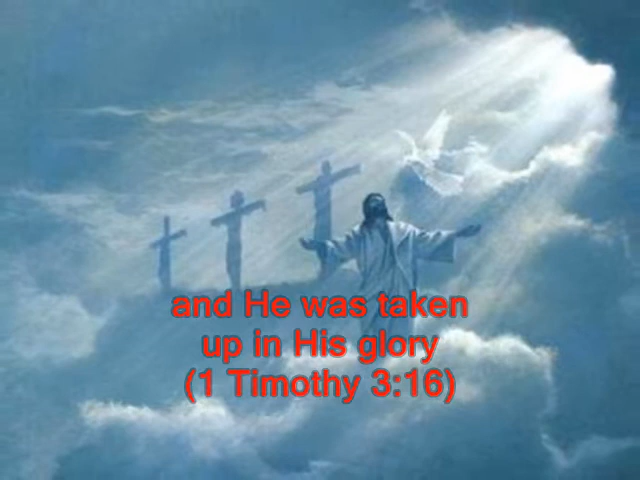 and He was taken
up in His glory
(1 Timothy 3:16)